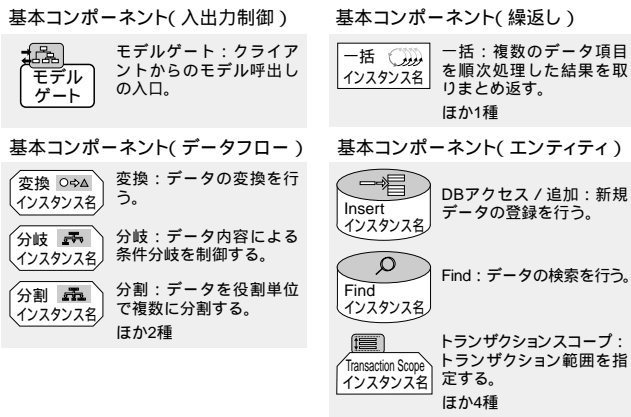 基本コンポーネント( 入出力制御 )
モデル
ゲート
モデルゲート：クライア
ントからのモデル呼出し
の入口。
基本コンポーネント( データフロー )
変換
インスタンス名
変換：データの変換を行
う。
分岐
インスタンス名
分岐：データ内容による
条件分岐を制御する。
分割
インスタンス名
分割：データを役割単位
で複数に分割する。
ほか2種
基本コンポーネント( 繰返し )
一括
インスタンス名
一括：複数のデータ項目
を順次処理した結果を取
りまとめ返す。
ほか1種
基本コンポーネント( エンティティ )
Insert
インスタンス名
DBアクセス / 追加：新規
データの登録を行う。
Find
インスタンス名
Find：データの検索を行う。
Transaction Scope
インスタンス名
トランザクションスコープ：
トランザクション範囲を指
定する。
ほか4種